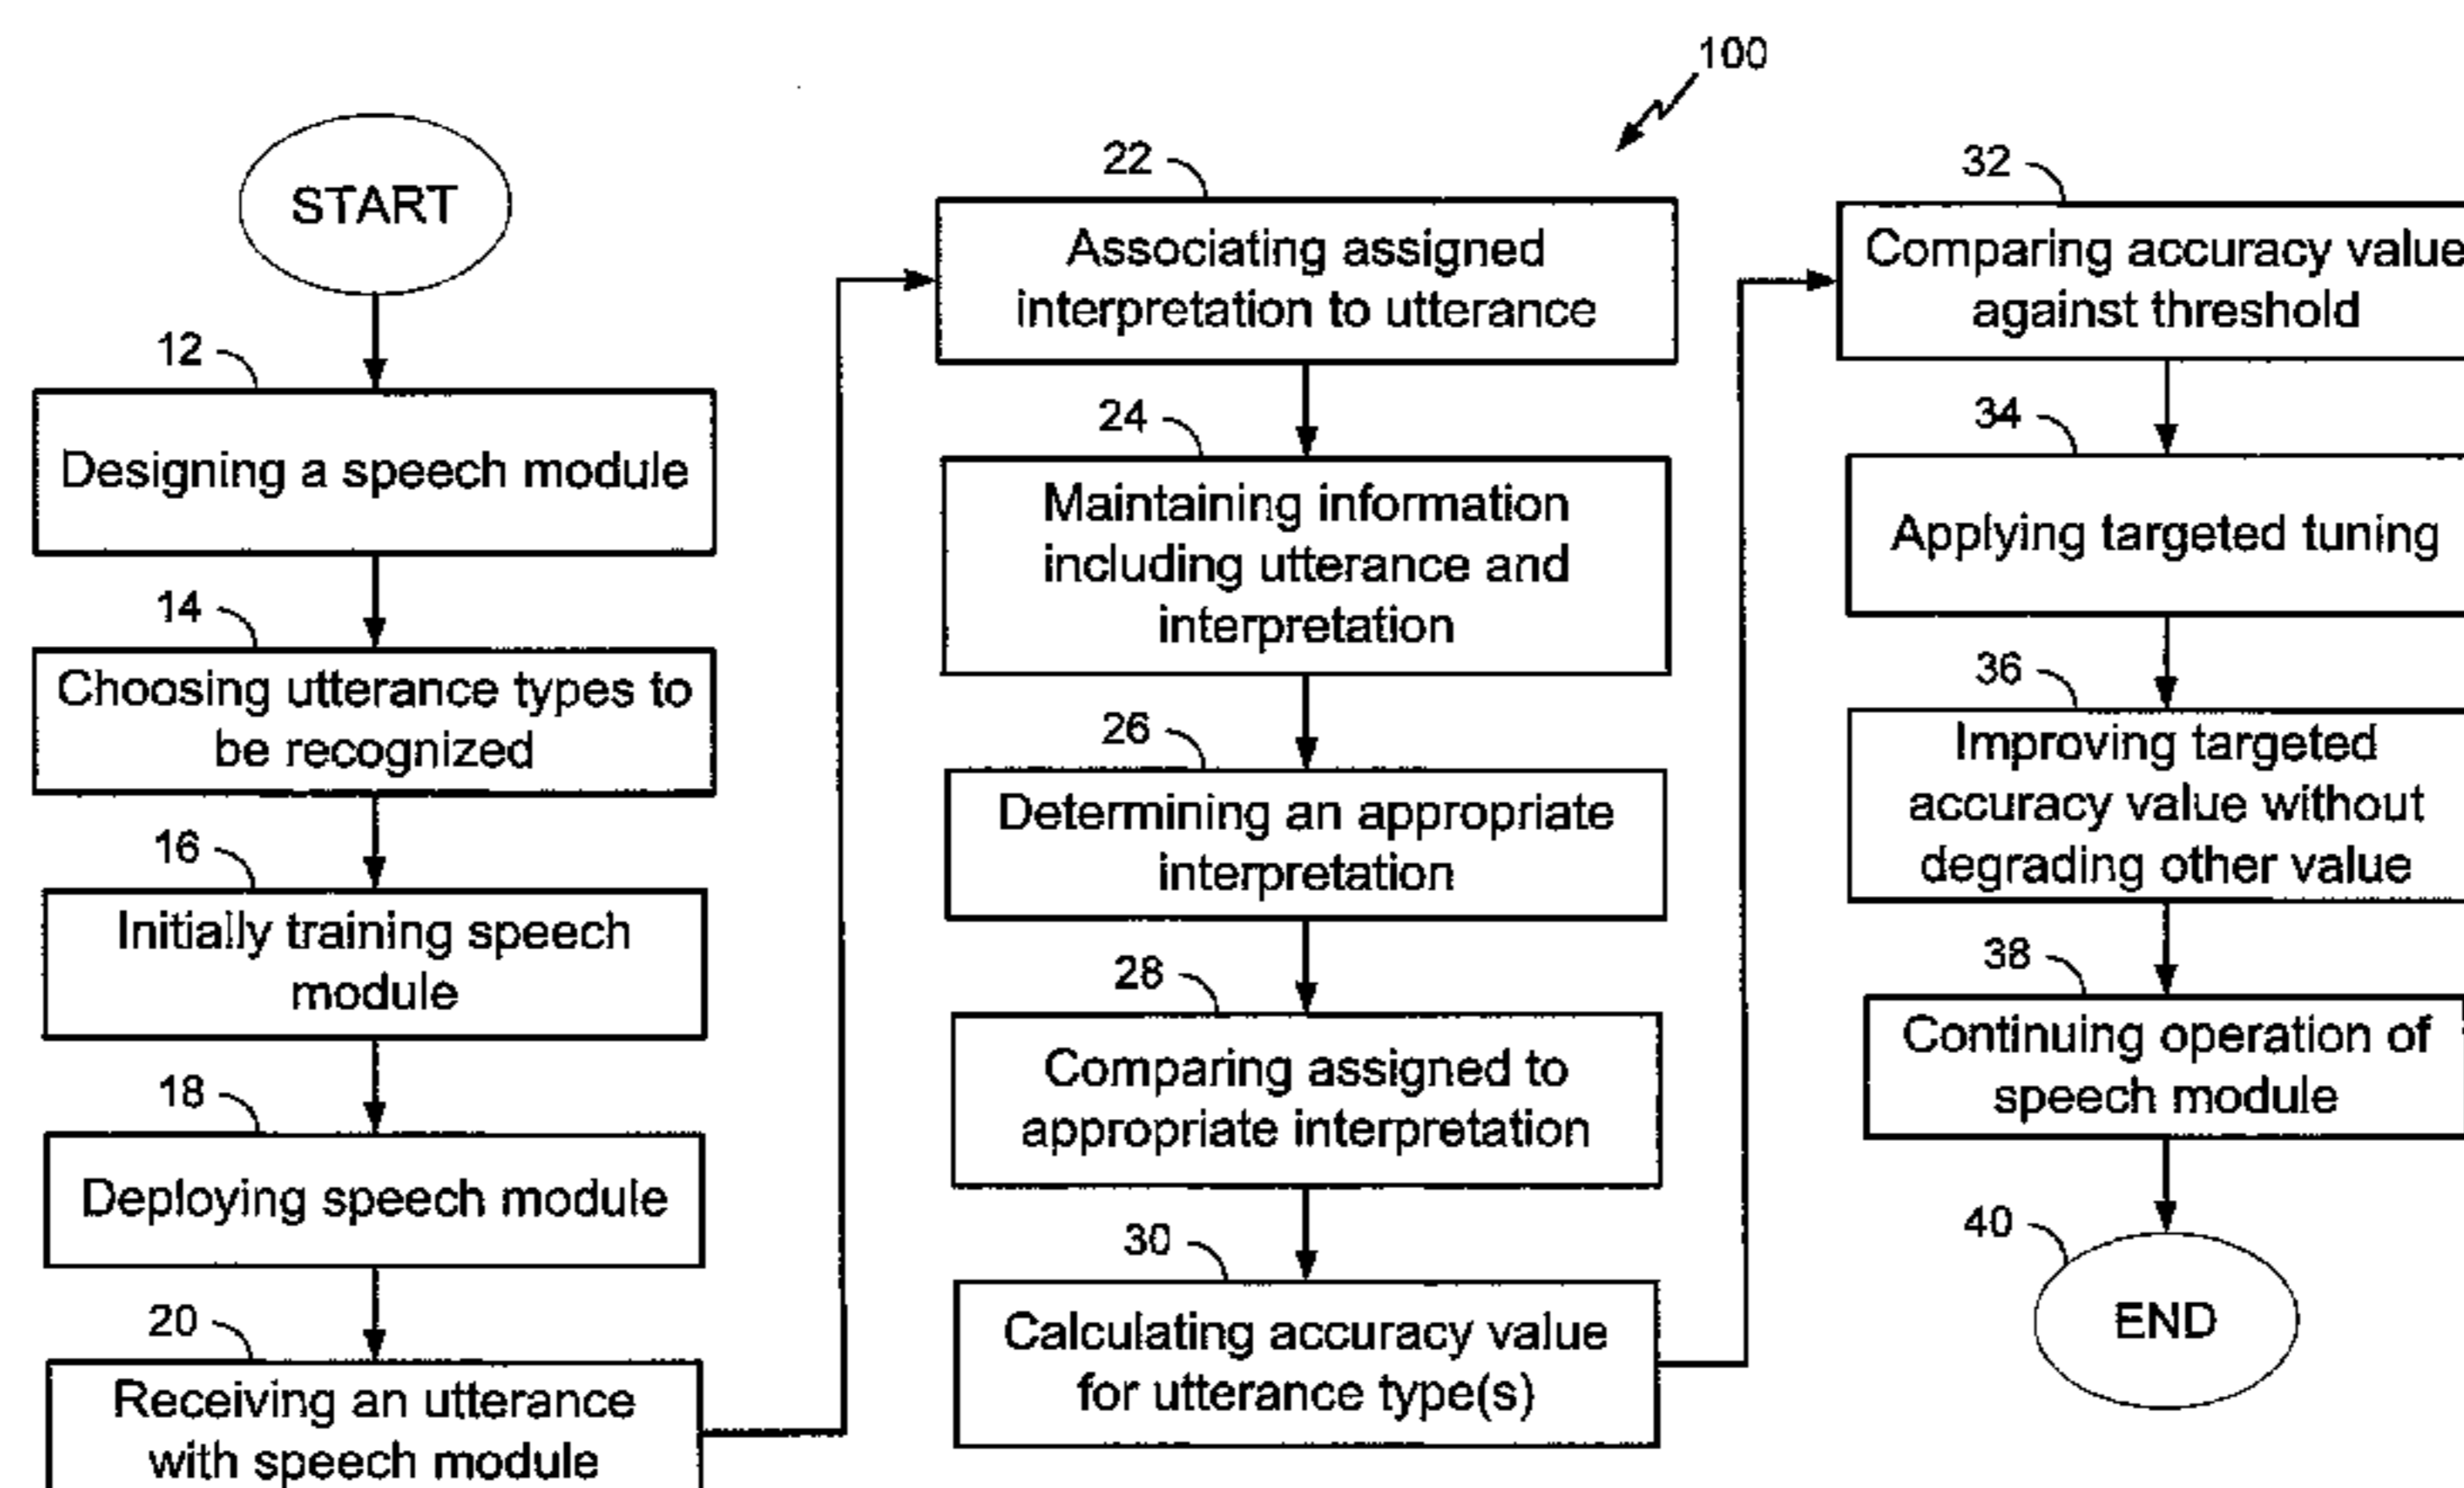 100
START
12
Designing a speech module
14
Choosing utterance types to
be recognized
16
Initially training speech
module
18
Deploying speech module
20
Receiving an utterance
with speech module
22
Associating assigned
interpretation to utterance
24
Maintaining information
including utterance and
interpretation
26
Determining an appropriate
interpretation
28
Comparing assigned to
appropriate interpretation
30
Calculating accuracy value
for utterance type(s)
32
Comparing accuracy value
against threshold
34
Applying targeted tuning
36
Improving targeted
accuracy value without
degrading other value
38
Continuing operation of
speech module
40
END